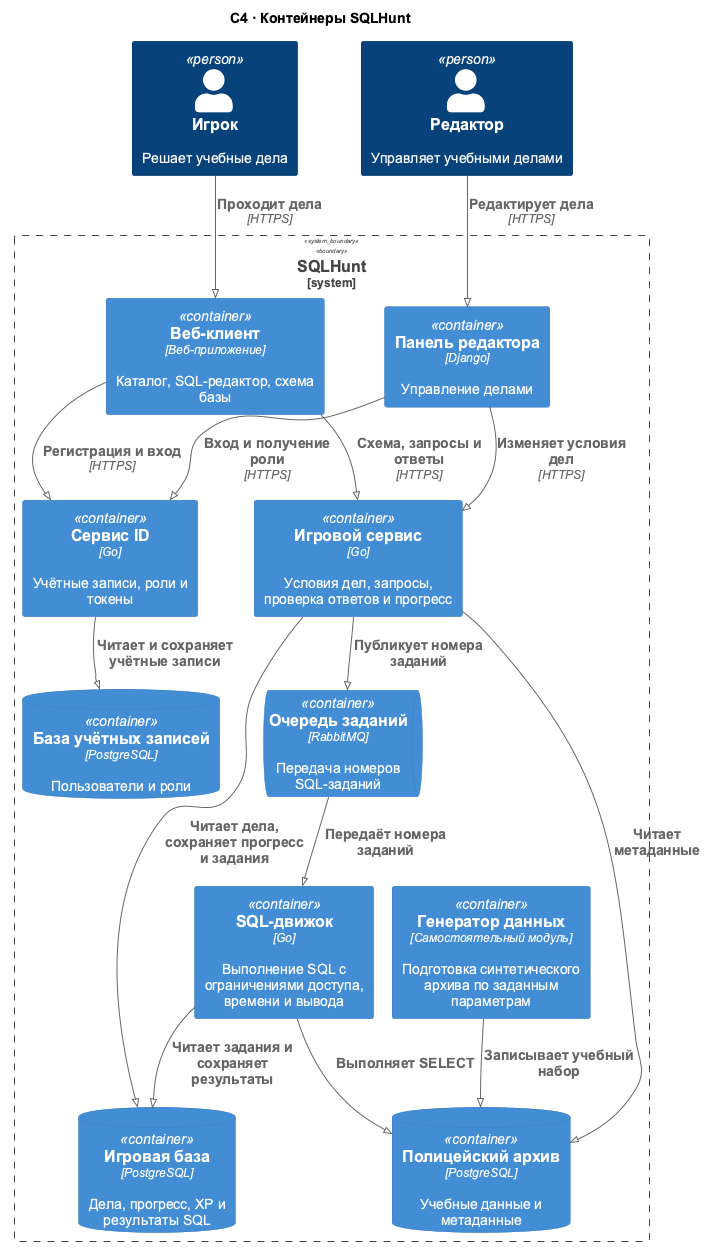 C4 · Контейнеры SQLHunt
«person»
Игрок
Решает учебные дела
«person»
Редактор
Управляет учебными делами
Проходит дела
[HTTPS]
Редактирует дела
[HTTPS]
«system_boundary»
«boundary»
SQLHunt
[system]
«container»
Веб-клиент
[Веб-приложение]
Каталог, SQL-редактор, схема
базы
«container»
Панель редактора
[Django]
Управление делами
Регистрация и вход
[HTTPS]
Вход и получение
роли
[HTTPS]
Схема, запросы и
ответы
[HTTPS]
Изменяет условия
дел
[HTTPS]
«container»
Сервис ID
[Go]
Учётные записи, роли и
токены
«container»
Игровой сервис
[Go]
Условия дел, запросы,
проверка ответов и прогресс
Читает и сохраняет
учётные записи
Публикует номера
заданий
«container»
База учётных записей
[PostgreSQL]
Пользователи и роли
«container»
Очередь заданий
[RabbitMQ]
Передача номеров
SQL-заданий
Читает дела,
сохраняет прогресс
и задания
Передаёт номера
заданий
Читает
метаданные
«container»
SQL-движок
[Go]
Выполнение SQL с
ограничениями доступа,
времени и вывода
«container»
Генератор данных
[Самостоятельный модуль]
Подготовка синтетического
архива по заданным
параметрам
Читает задания и
сохраняет
результаты
Выполняет SELECT
Записывает учебный
набор
«container»
Игровая база
[PostgreSQL]
Дела, прогресс, XP и
результаты SQL
«container»
Полицейский архив
[PostgreSQL]
Учебные данные и
метаданные